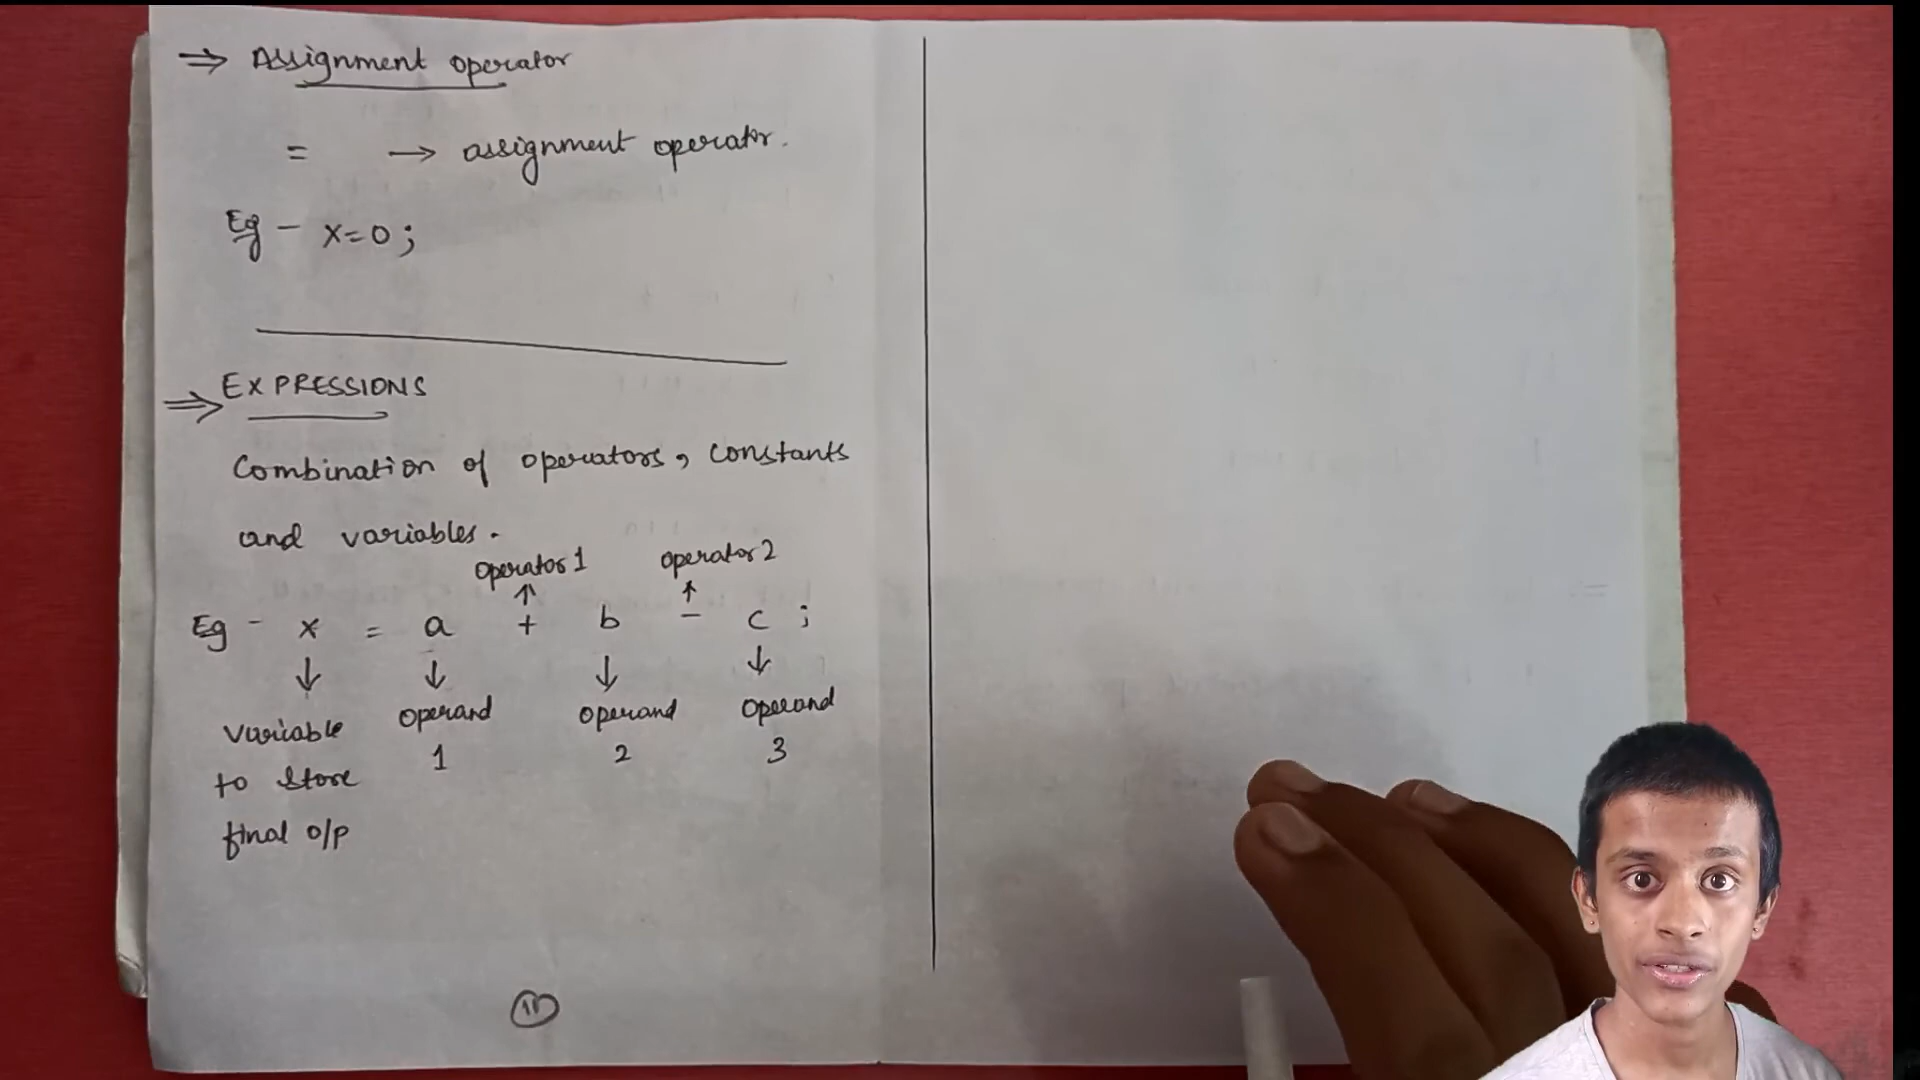 ⇒ Assignment operator
= → assignment operator.
Eg - x=0;
⇒ EXPRESSIONS
Combination of operators, constants
and variables.
operator 1 operator 2
↑ ↑
Eg - x = a + b - c ;
↓ ↓ ↓ ↓
Variable operand operand operand
1 2 3
to store
final o/p